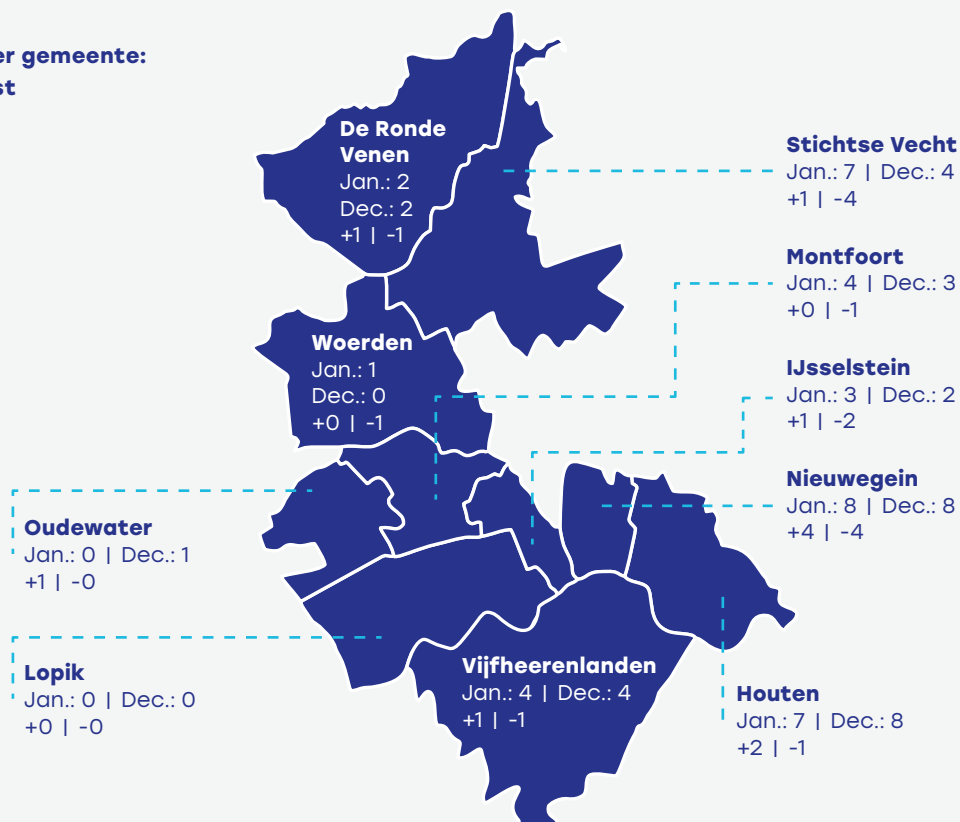 gemeente:
De Ronde
Venen
Jan.: 2
Dec.: 2
+1 | -1
Stichtse Vecht
Jan.: 7 | Dec.: 4
+1 | -4
Montfoort
Jan.: 4 | Dec.: 3
+0 | -1
Woerden
Jan.: 1
Dec.: 0
+0 | -1
IJsselstein
Jan.: 3 | Dec.: 2
+1 | -2
Nieuwegein
Jan.: 8 | Dec.: 8
+4 | -4
Oudewater
Jan.: 0 | Dec.: 1
+1 | -0
Lopik
Jan.: 0 | Dec.: 0
+0 | -0
Vijfheerenlanden
Jan.: 4 | Dec.: 4
+1 | -1
Houten
Jan.: 7 | Dec.: 8
+2 | -1